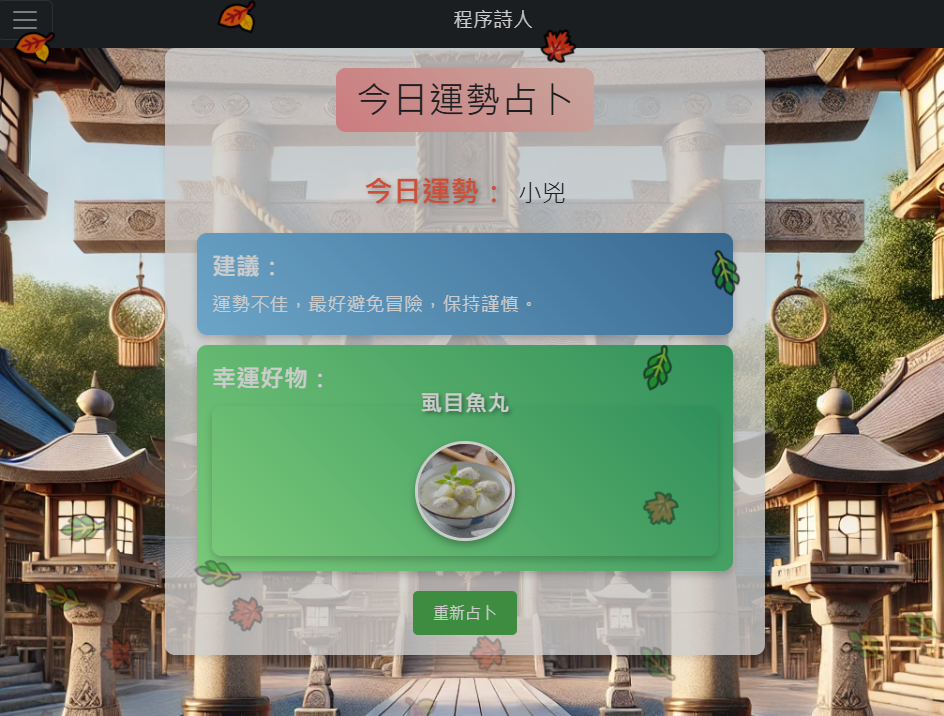 程序詩人
今日運勢占卜
今日運勢： 小兇
建議：
運勢不佳，最好避免冒險，保持謹慎。
幸運好物：
虱目魚丸
重新占卜